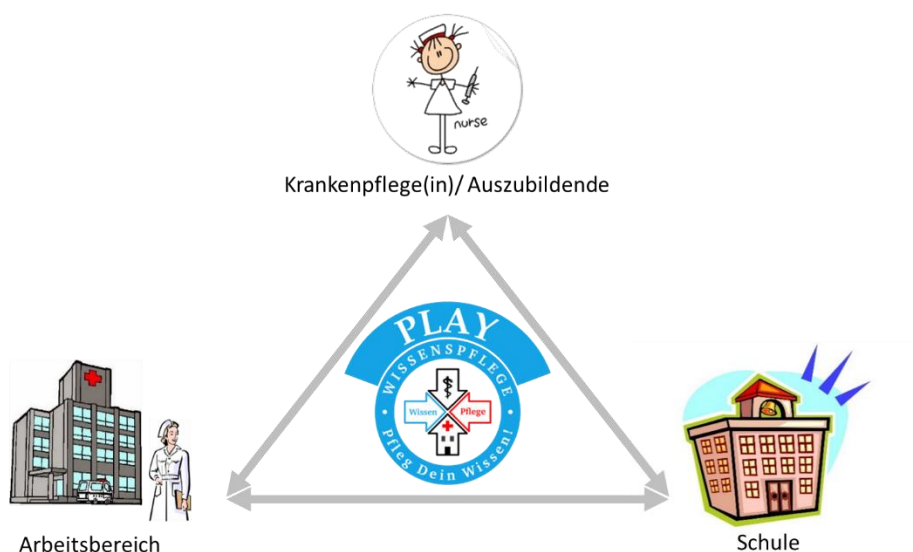 nurse
Krankenpflege(in)/ Auszubildende
PLAY
WISSENSPFLEGE
Wissen
Pflege
Pfleg Dein Wissen!
Arbeitsbereich
Schule